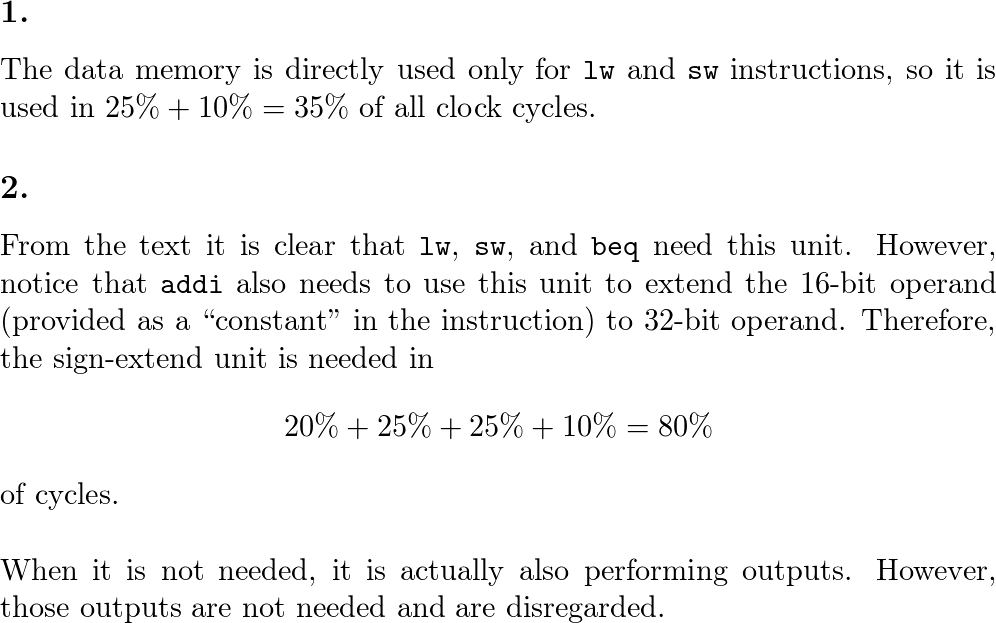 1.
The data memory is directly used only for lw and sw instructions, so it is
used in 25% + 10% = 35% of all clock cycles.
2.
From the text it is clear that lw, sw, and beq need this unit. However,
notice that addi also needs to use this unit to extend the 16-bit operand
(provided as a “constant” in the instruction) to 32-bit operand. Therefore,
the sign-extend unit is needed in
20% + 25% + 25% + 10% = 80%
of cycles.
When it is not needed, it is actually also performing outputs. However,
those outputs are not needed and are disregarded.